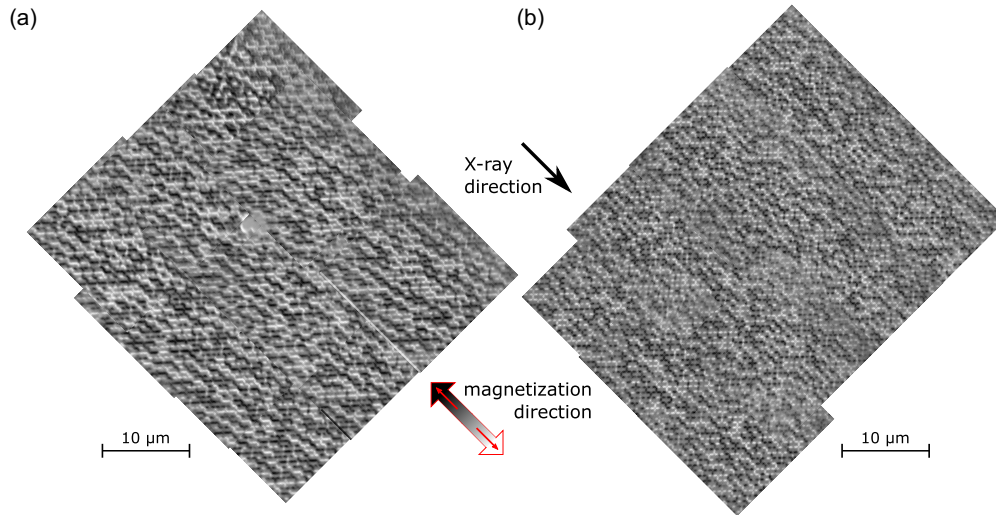 (a)
(b)
X-ray
direction
magnetization
direction
10 µm
10 µm